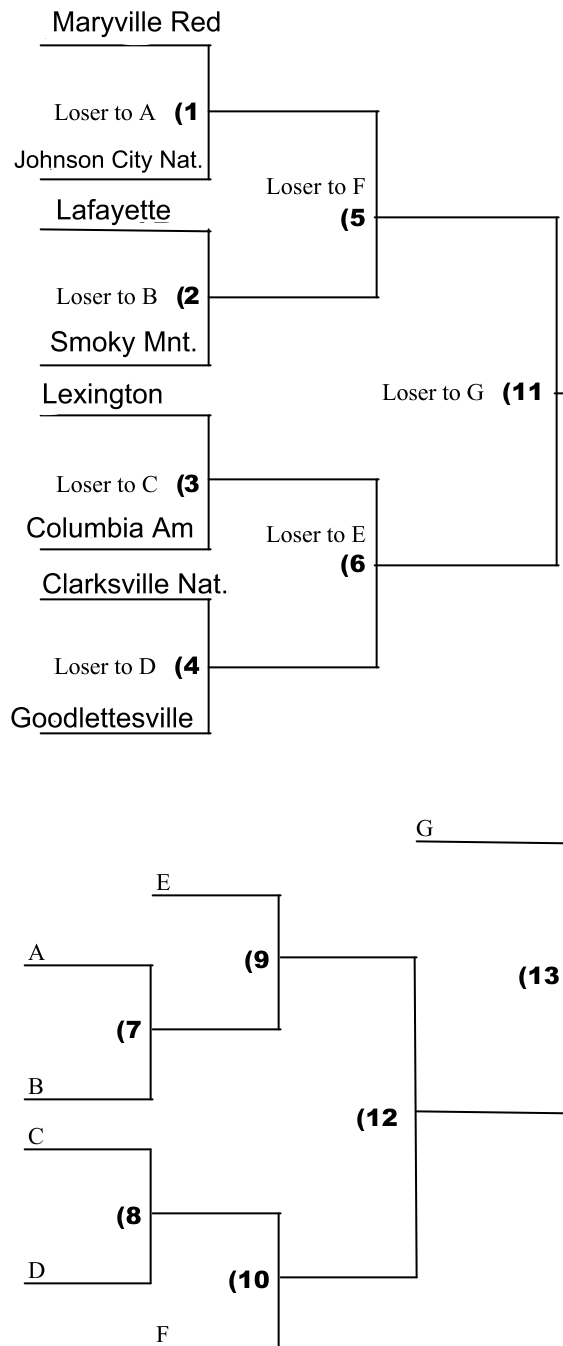 Maryville Red
Loser to A (1
Johnson City Nat.
Loser to F
(5
Lafayette
Loser to B (2
Smoky Mnt.
Lexington
Loser to G (11
Loser to C (3
Columbia Am
Loser to E
(6
Clarksville Nat.
Loser to D (4
Goodlettesville
G
E
A
(9
(13
(7
B
(12
C
(8
D
(10
F